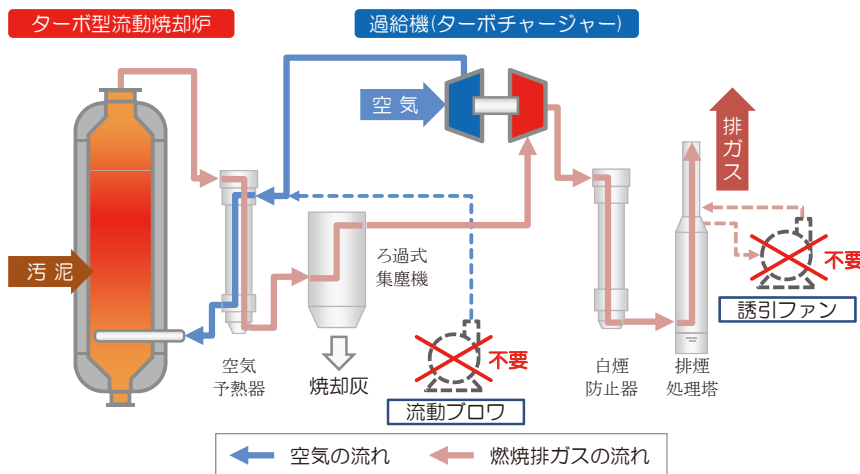 ターボ型流動焼却炉
過給機(ターボチャージャー)
空気
排ガス
汚泥
ろ過式
集塵機
不要
誘引ファン
不要
空気
予熱器
焼却灰
流動ブロワ
白煙
防止器
排煙
処理塔
空気の流れ
燃焼排ガスの流れ